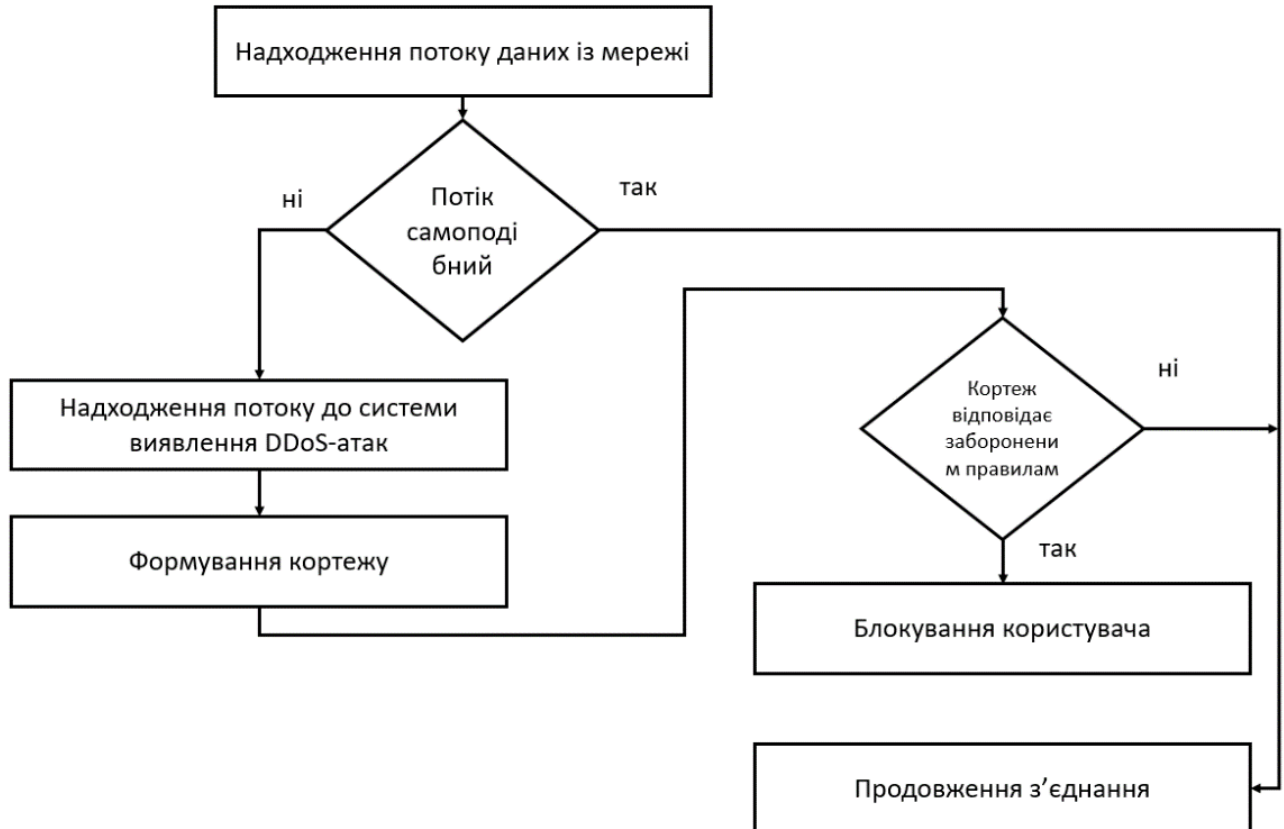 Надходження потоку даних із мережі
ні
так
Потік
самоподі
бний
Надходження потоку до системи
виявлення DDoS-атак
Формування кортежу
ні
Кортеж
відповідає
заборонени
м правилам
так
Блокування користувача
Продовження з’єднання